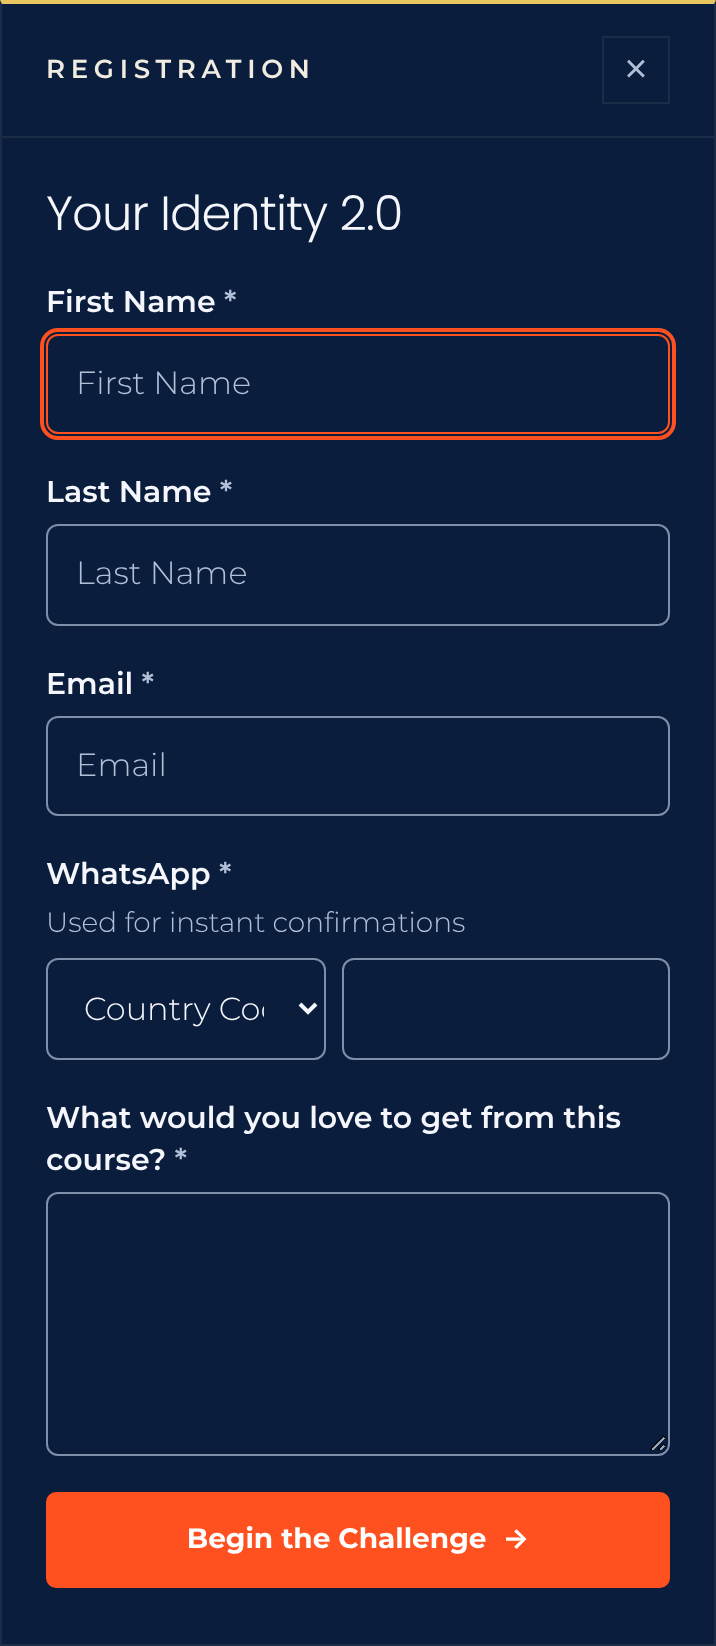 REGISTRATION
×
Your Identity 2.0
First Name *
First Name
Last Name *
Last Name
Email *
Email
WhatsApp *
Used for instant confirmations
Country Co
What would you love to get from this
course? *
Begin the Challenge →